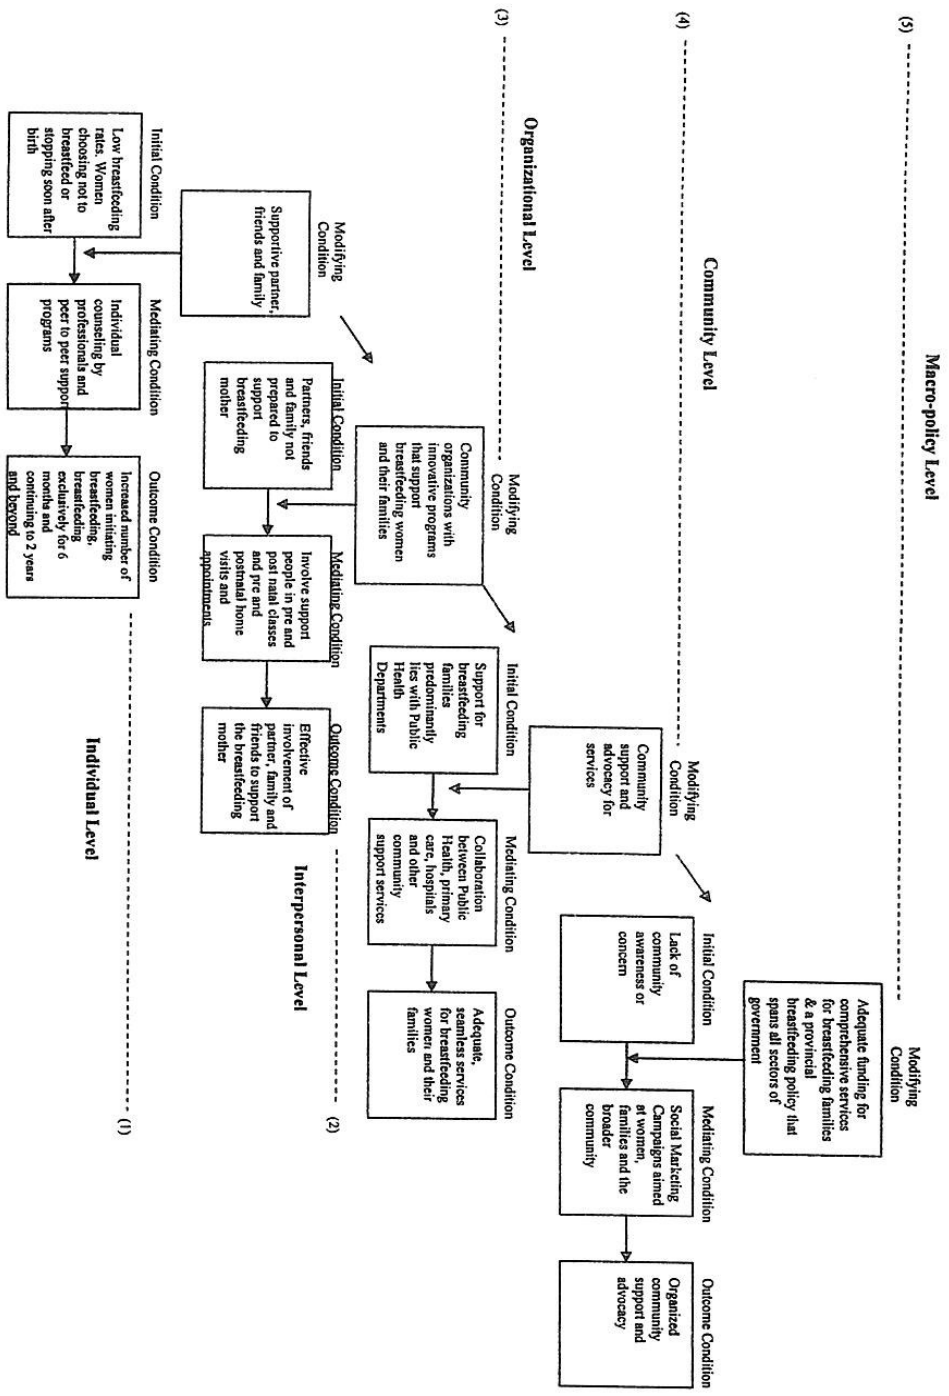 (5)
Macro-policy Level
Modifying
Condition
Adequate funding for
comprehensive services
for breastfeeding families
& a provincial
breastfeeding policy that
spans all sectors of
government
(4)
Community Level
Modifying
Condition
Community
support and
advocacy for
services
Initial Condition
Lack of
community
awareness or
concern
Mediating Condition
Social Marketing
Campaigns aimed
at women,
families and the
broader
community
Outcome Condition
Organized
community
support and
advocacy
(3)
Organizational Level
Modifying
Condition
Community
organizations with
innovative programs
that support
breastfeeding women
and their families
Initial Condition
Support for
breastfeeding
families
predominantly
lies with Public
Health
Departments
Mediating Condition
Collaboration
between Public
Health, primary
care, hospitals
and other
community
support services
Outcome Condition
Adequate,
seamless services
for breastfeeding
women and their
families
Modifying
Condition
Supportive partner,
friends and family
Initial Condition
Partners, friends
and family not
prepared to
support
breastfeeding
mother
Mediating Condition
Involve support
people in pre and
post natal classes
and pre and
postnatal home
visits and
appointments
Outcome Condition
Effective
involvement of
partner, family and
friends to support
the breastfeeding
mother
(2)
Interpersonal Level
Initial Condition
Low breastfeeding
rates. Women
choosing not to
breastfeed or
stopping soon after
birth
Mediating Condition
Individual
counseling by
professionals and
peer to peer support
programs
Outcome Condition
Increased number of
women initiating
breastfeeding,
breastfeeding
exclusively for 6
months and
continuing to 2 years
and beyond
(1)
Individual Level